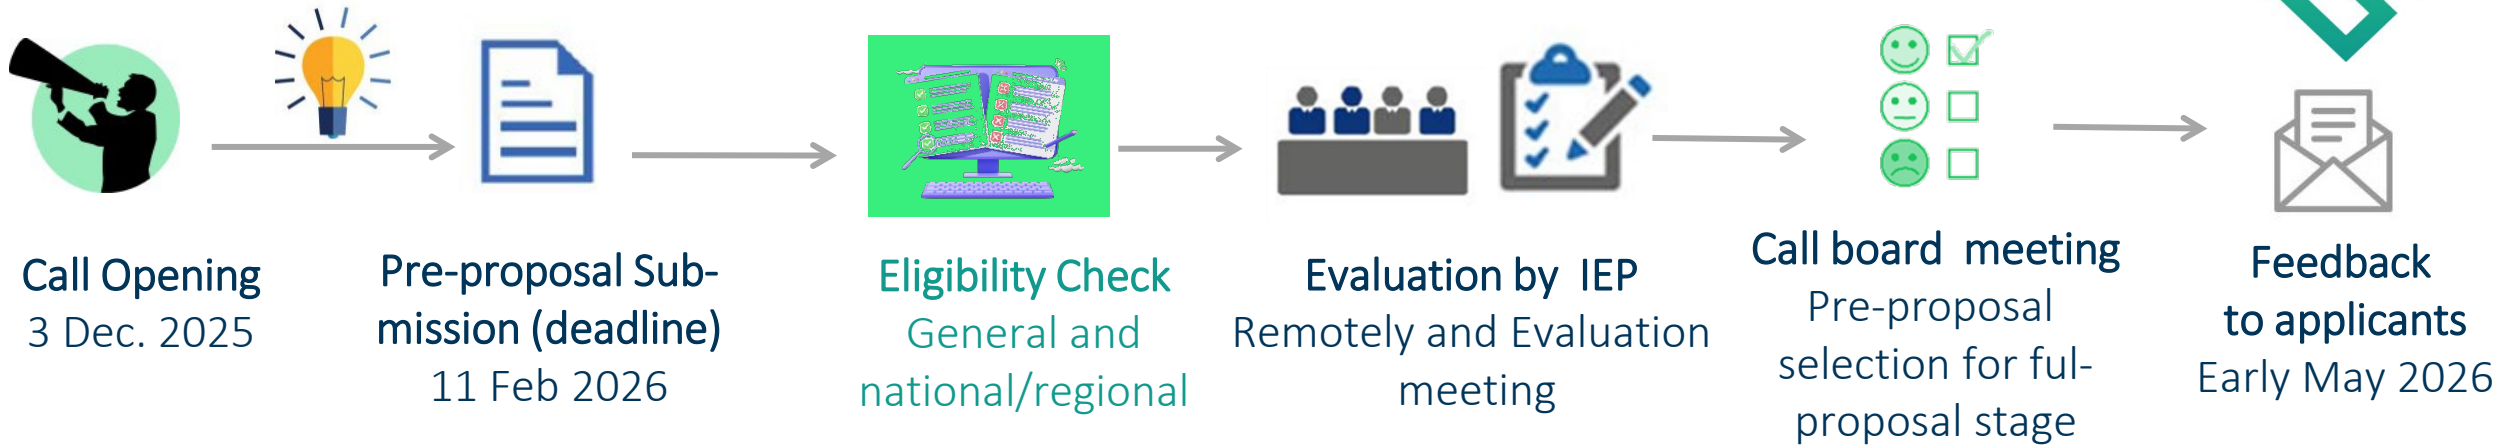 Call Opening
3 Dec. 2025
Pre-proposal Sub-
mission (deadline)
11 Feb 2026
Eligibility Check
General and
national/regional
Evaluation by IEP
Remotely and Evaluation
meeting
Call board meeting
Pre-proposal
selection for ful-
proposal stage
Feedback
to applicants
Early May 2026